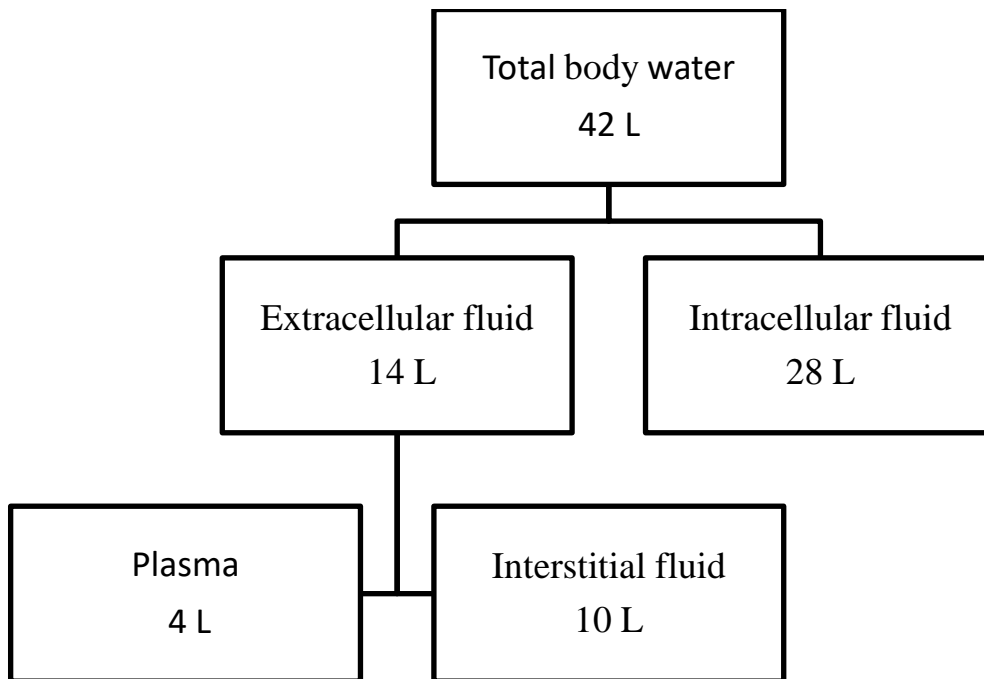 Total body water
42 L
Extracellular fluid
14 L
Intracellular fluid
28 L
Plasma
4 L
Interstitial fluid
10 L